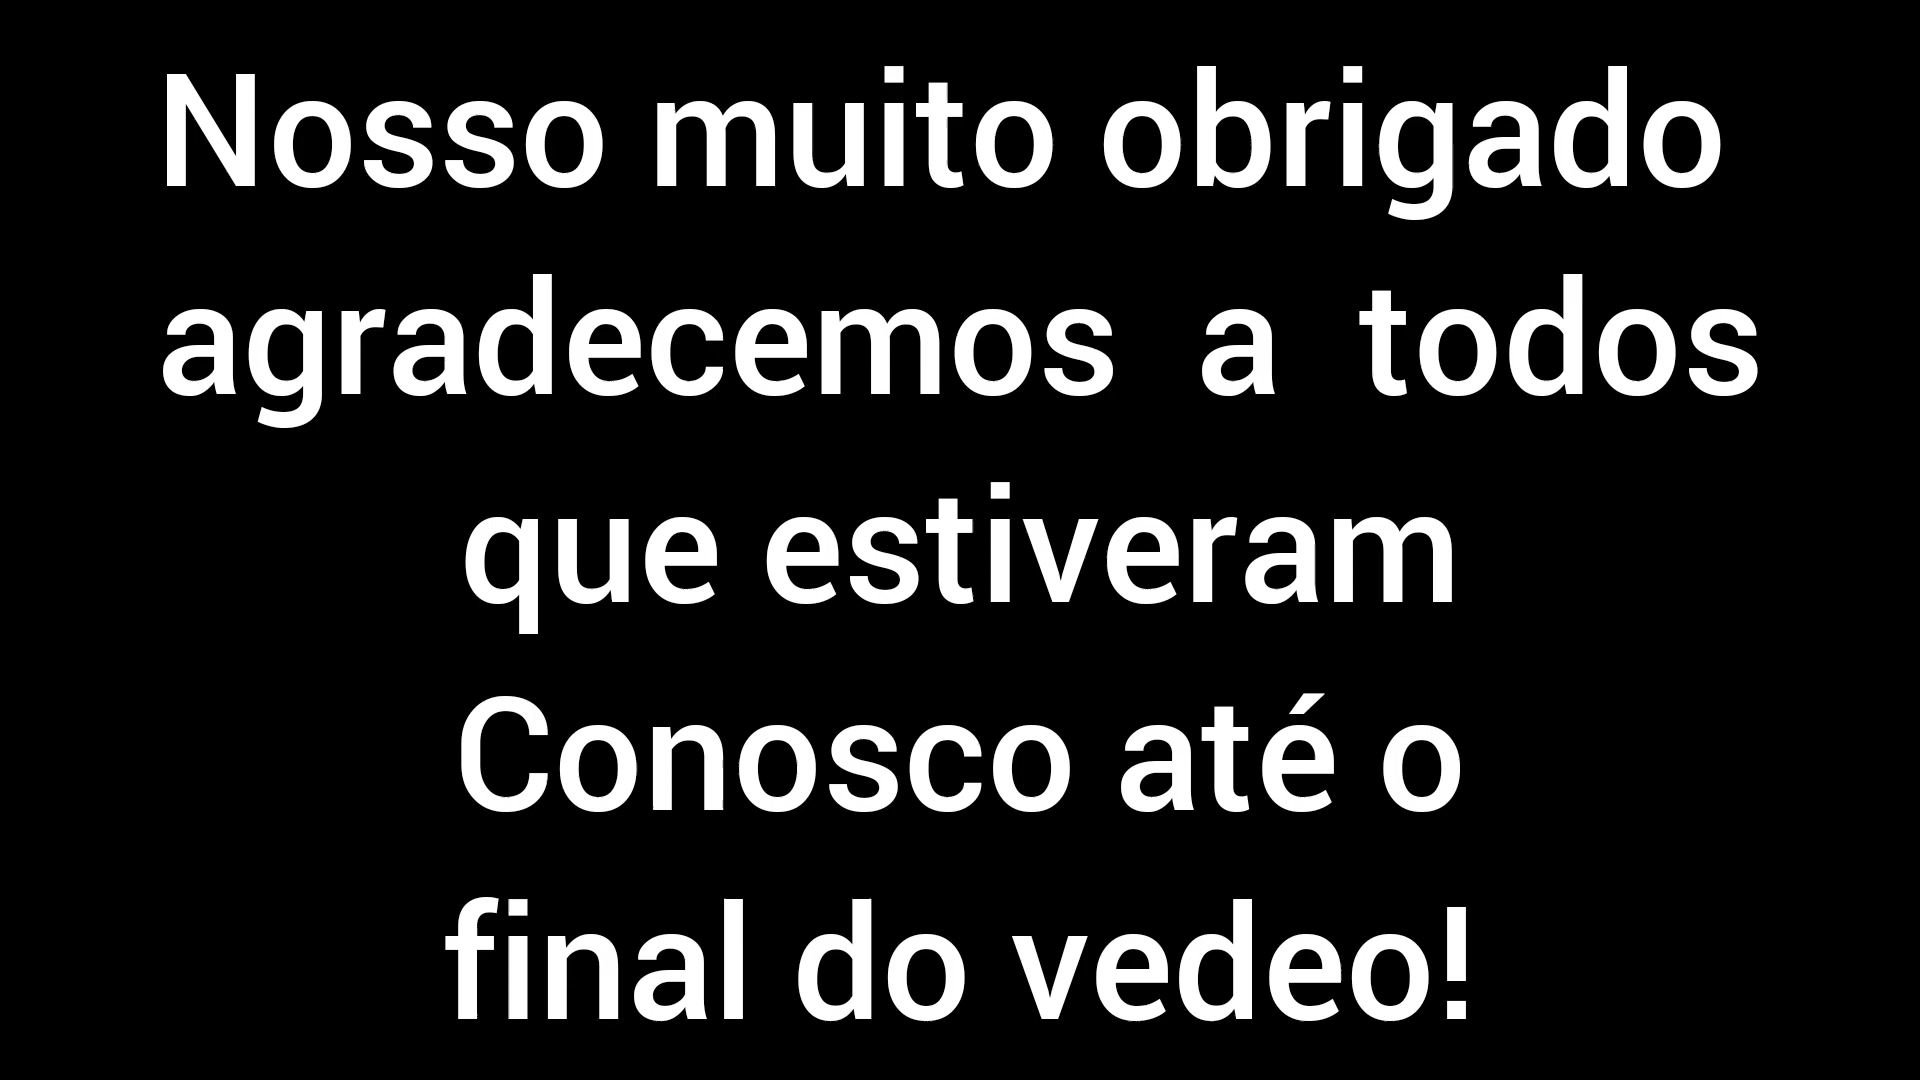 Nosso muito obrigado
agradecemos  a  todos
que estiveram
Conosco até o
final do vedeo!